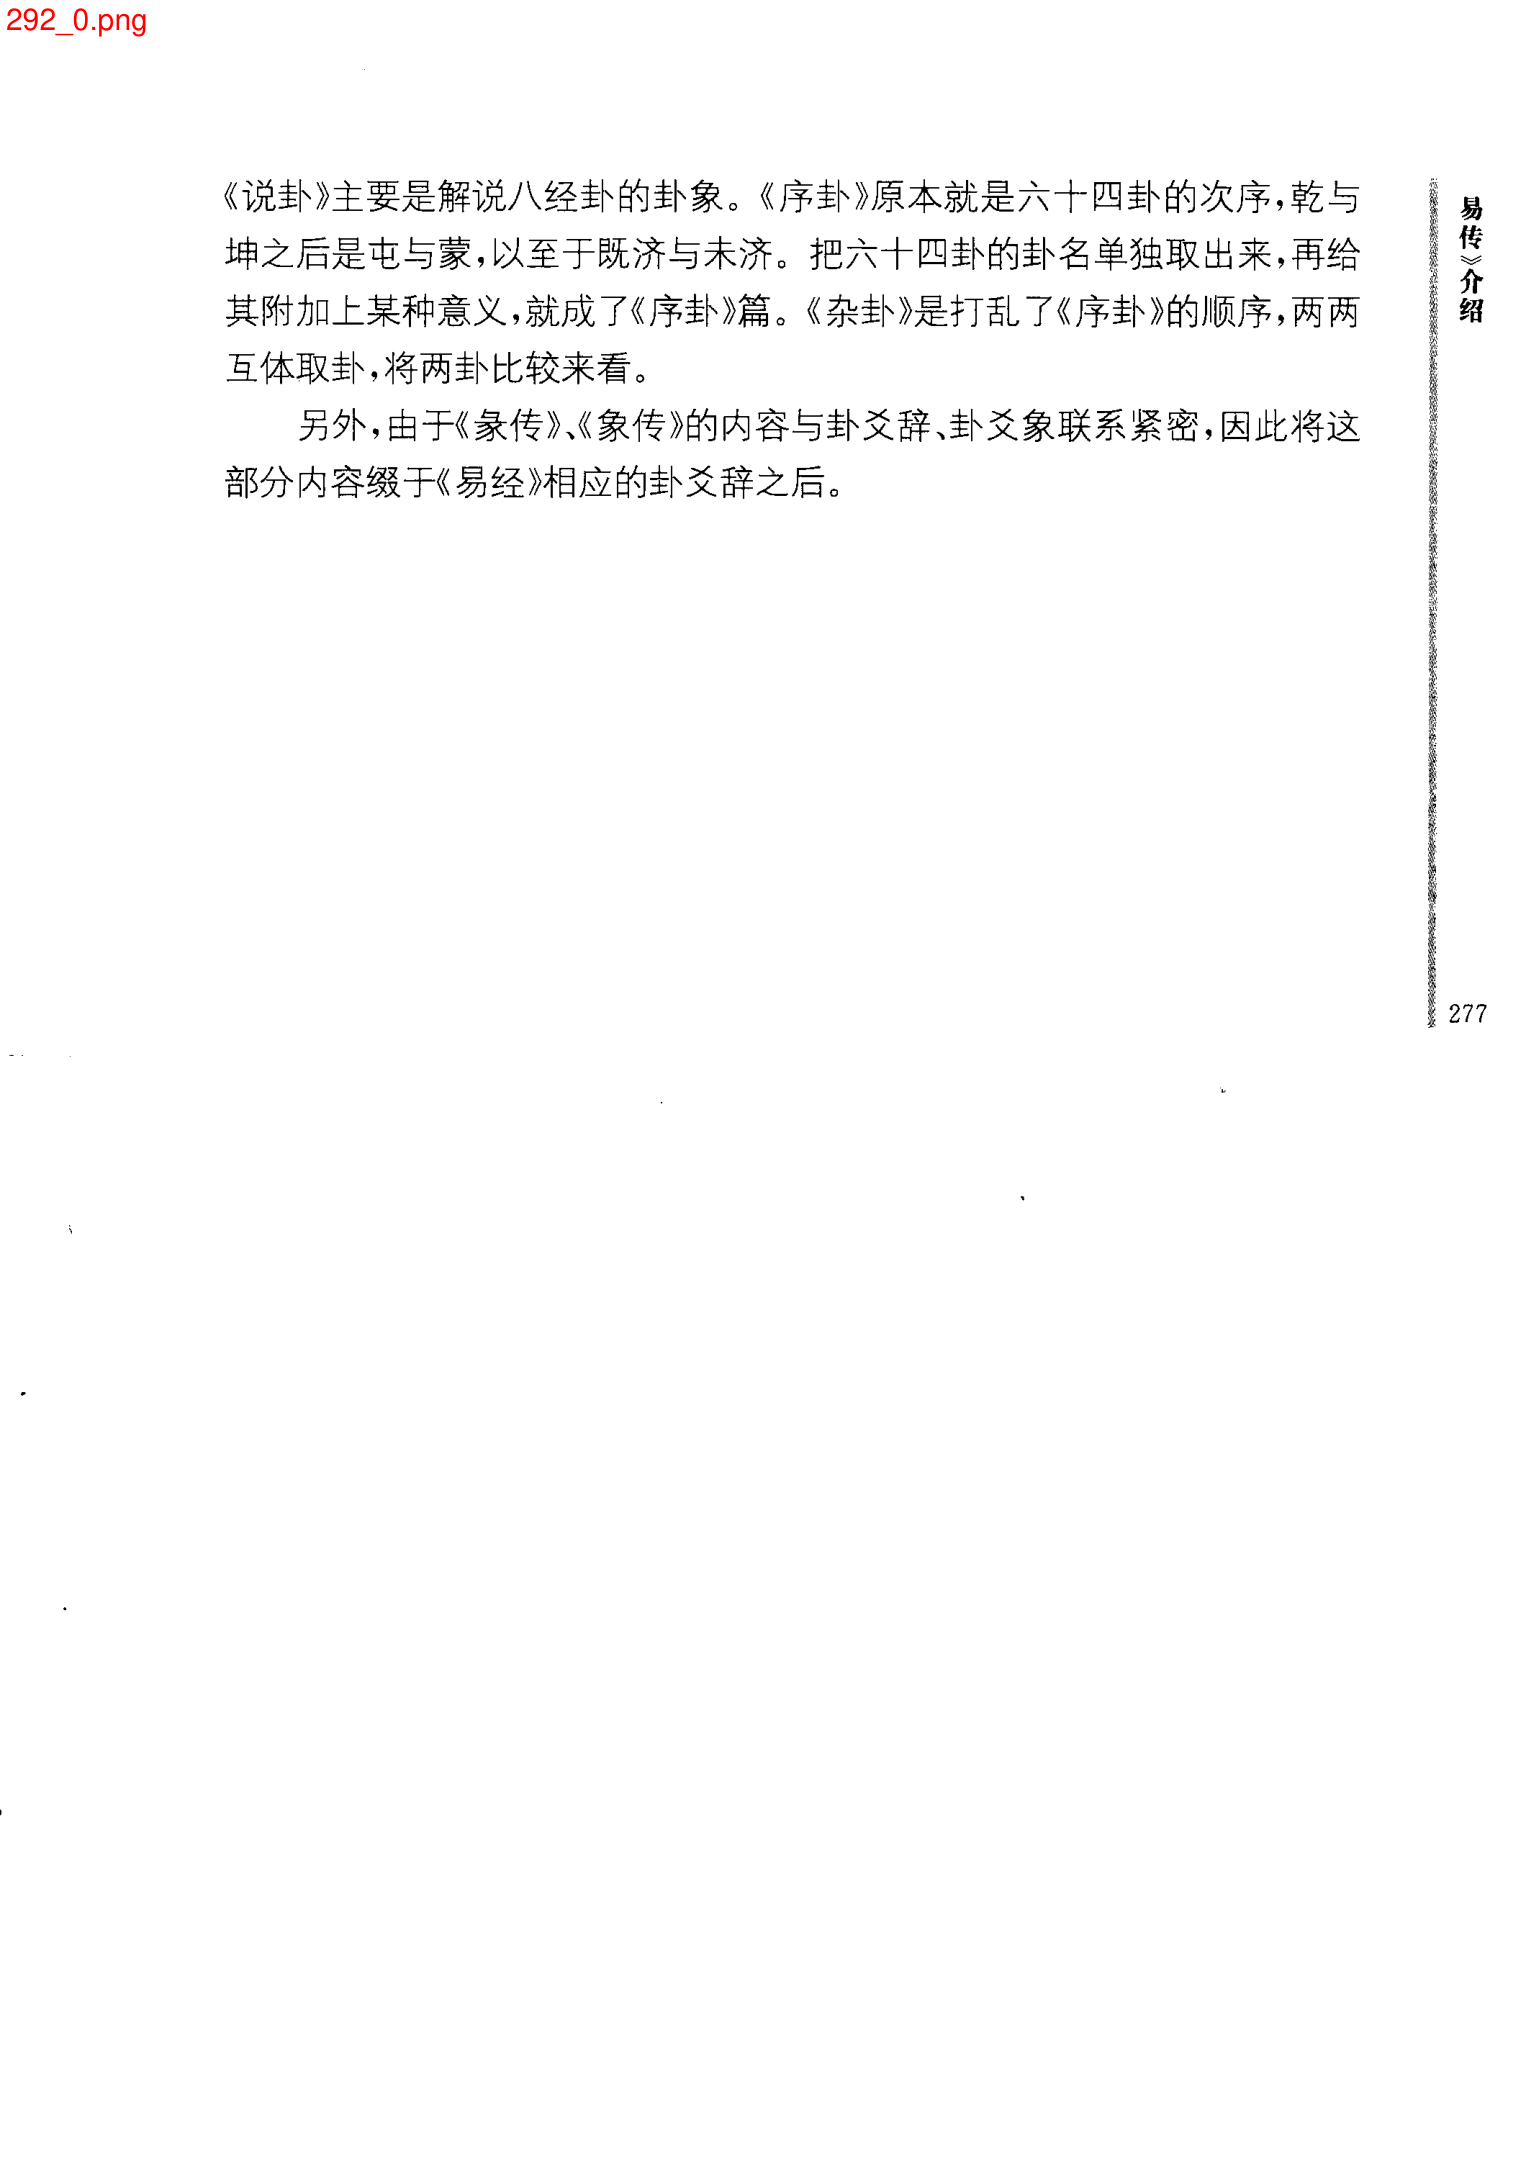 292_0.png
《说卦》主要是解说八经卦的卦象。《序卦》原本就是六十四卦的次序,乾与
坤之后是屯与蒙,以至于既济与未济。把六十四卦的卦名单独取出来,再给
其附加上某种意义,就成了《序卦》篇。《杂卦》是打乱了《序卦》的顺序,两两
互体取卦,将两卦比较来看。
另外,由于《彖传》、《象传》的内容与卦爻辞、卦爻象联系紧密,因此将这
部分内容缀于《易经》相应的卦爻辞之后。
易传》介绍
277